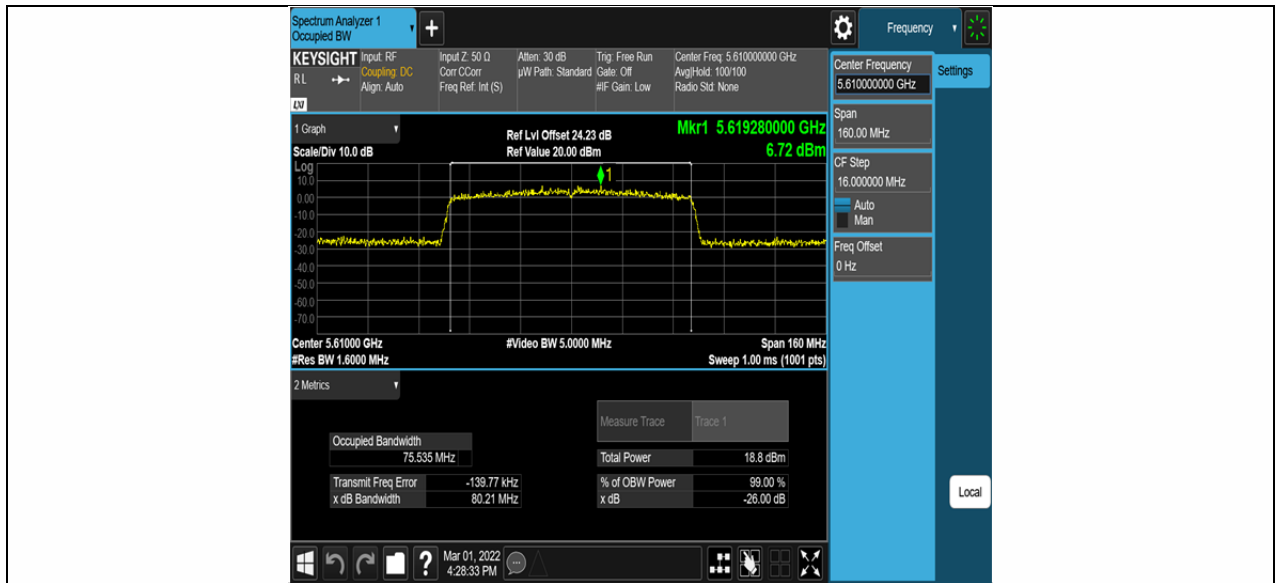 Spectrum Analyzer 1
Occupied BW
+
Frequency
KEYSIGHT
RL
LXI
Input: RF
Coupling: DC
Align: Auto
Input Z: 50 Ω
Corr CCorr
Freq Ref: Int (S)
Atten: 30 dB
µW Path: Standard
Trig: Free Run
Gate: Off
#IF Gain: Low
Center Freq: 5.610000000 GHz
Avg|Hold: 100/100
Radio Std: None
Center Frequency
5.610000000 GHz
Settings
Span
160.00 MHz
CF Step
16.000000 MHz
Auto
Man
Freq Offset
0 Hz
Local
1 Graph
Scale/Div 10.0 dB
Ref Lvl Offset 24.23 dB
Ref Value 20.00 dBm
Mkr1 5.619280000 GHz
6.72 dBm
Log
10.0
0.00
-10.0
-20.0
-30.0
-40.0
-50.0
-60.0
-70.0
1
Center 5.61000 GHz
#Res BW 1.6000 MHz
#Video BW 5.0000 MHz
Span 160 MHz
Sweep 1.00 ms (1001 pts)
2 Metrics
Measure Trace Trace 1
Occupied Bandwidth
75.535 MHz
Total Power 18.8 dBm
Transmit Freq Error -139.77 kHz
% of OBW Power 99.00 %
x dB Bandwidth 80.21 MHz
x dB -26.00 dB
?
Mar 01, 2022
4:28:33 PM